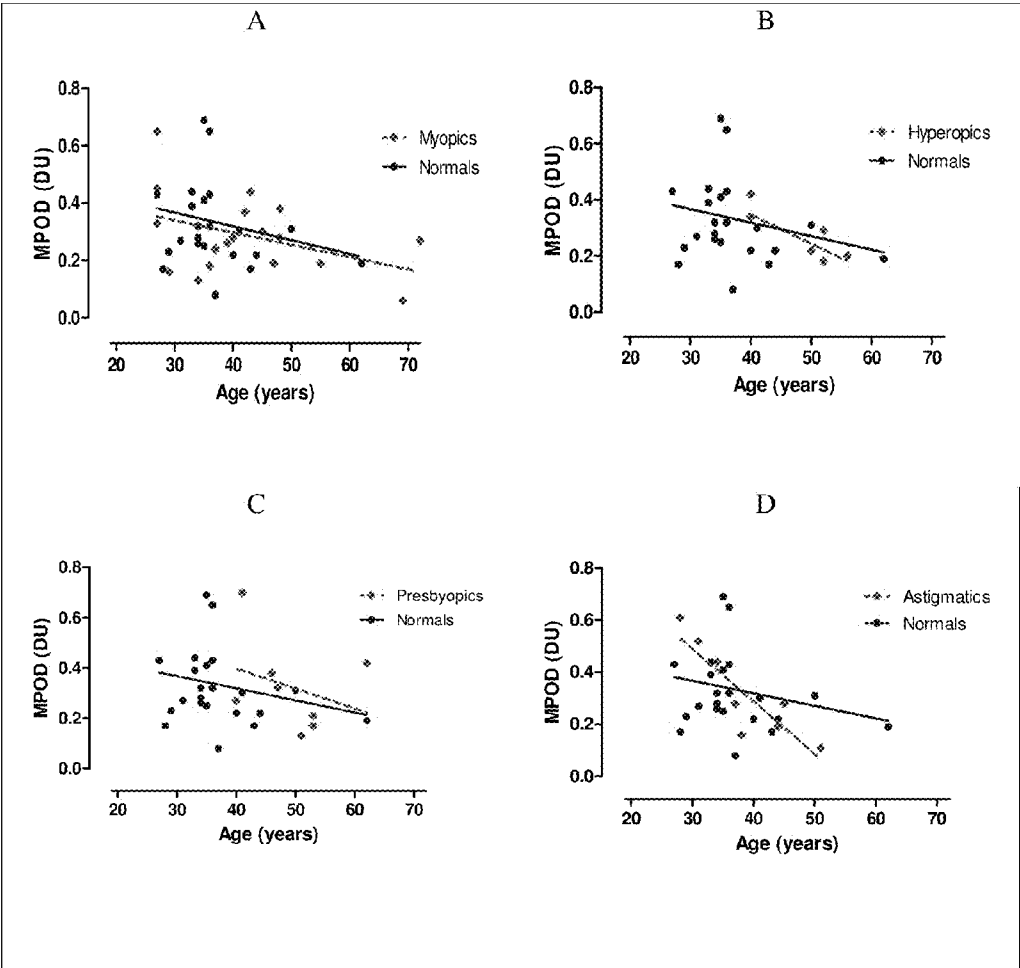 A
MPOD (DU)
0.8
0.6
0.4
0.2
0.0
Myopics
Normals
20 30 40 50 60 70
Age (years)
B
MPOD (DU)
0.8
0.6
0.4
0.2
0.0
Hyperopics
Normals
20 30 40 50 60 70
Age (years)
C
MPOD (DU)
0.8
0.6
0.4
0.2
0.0
Presbyopics
Normals
20 30 40 50 60 70
Age (years)
D
MPOD (DU)
0.8
0.6
0.4
0.2
0.0
Astigmatics
Normals
20 30 40 50 60 70
Age (years)